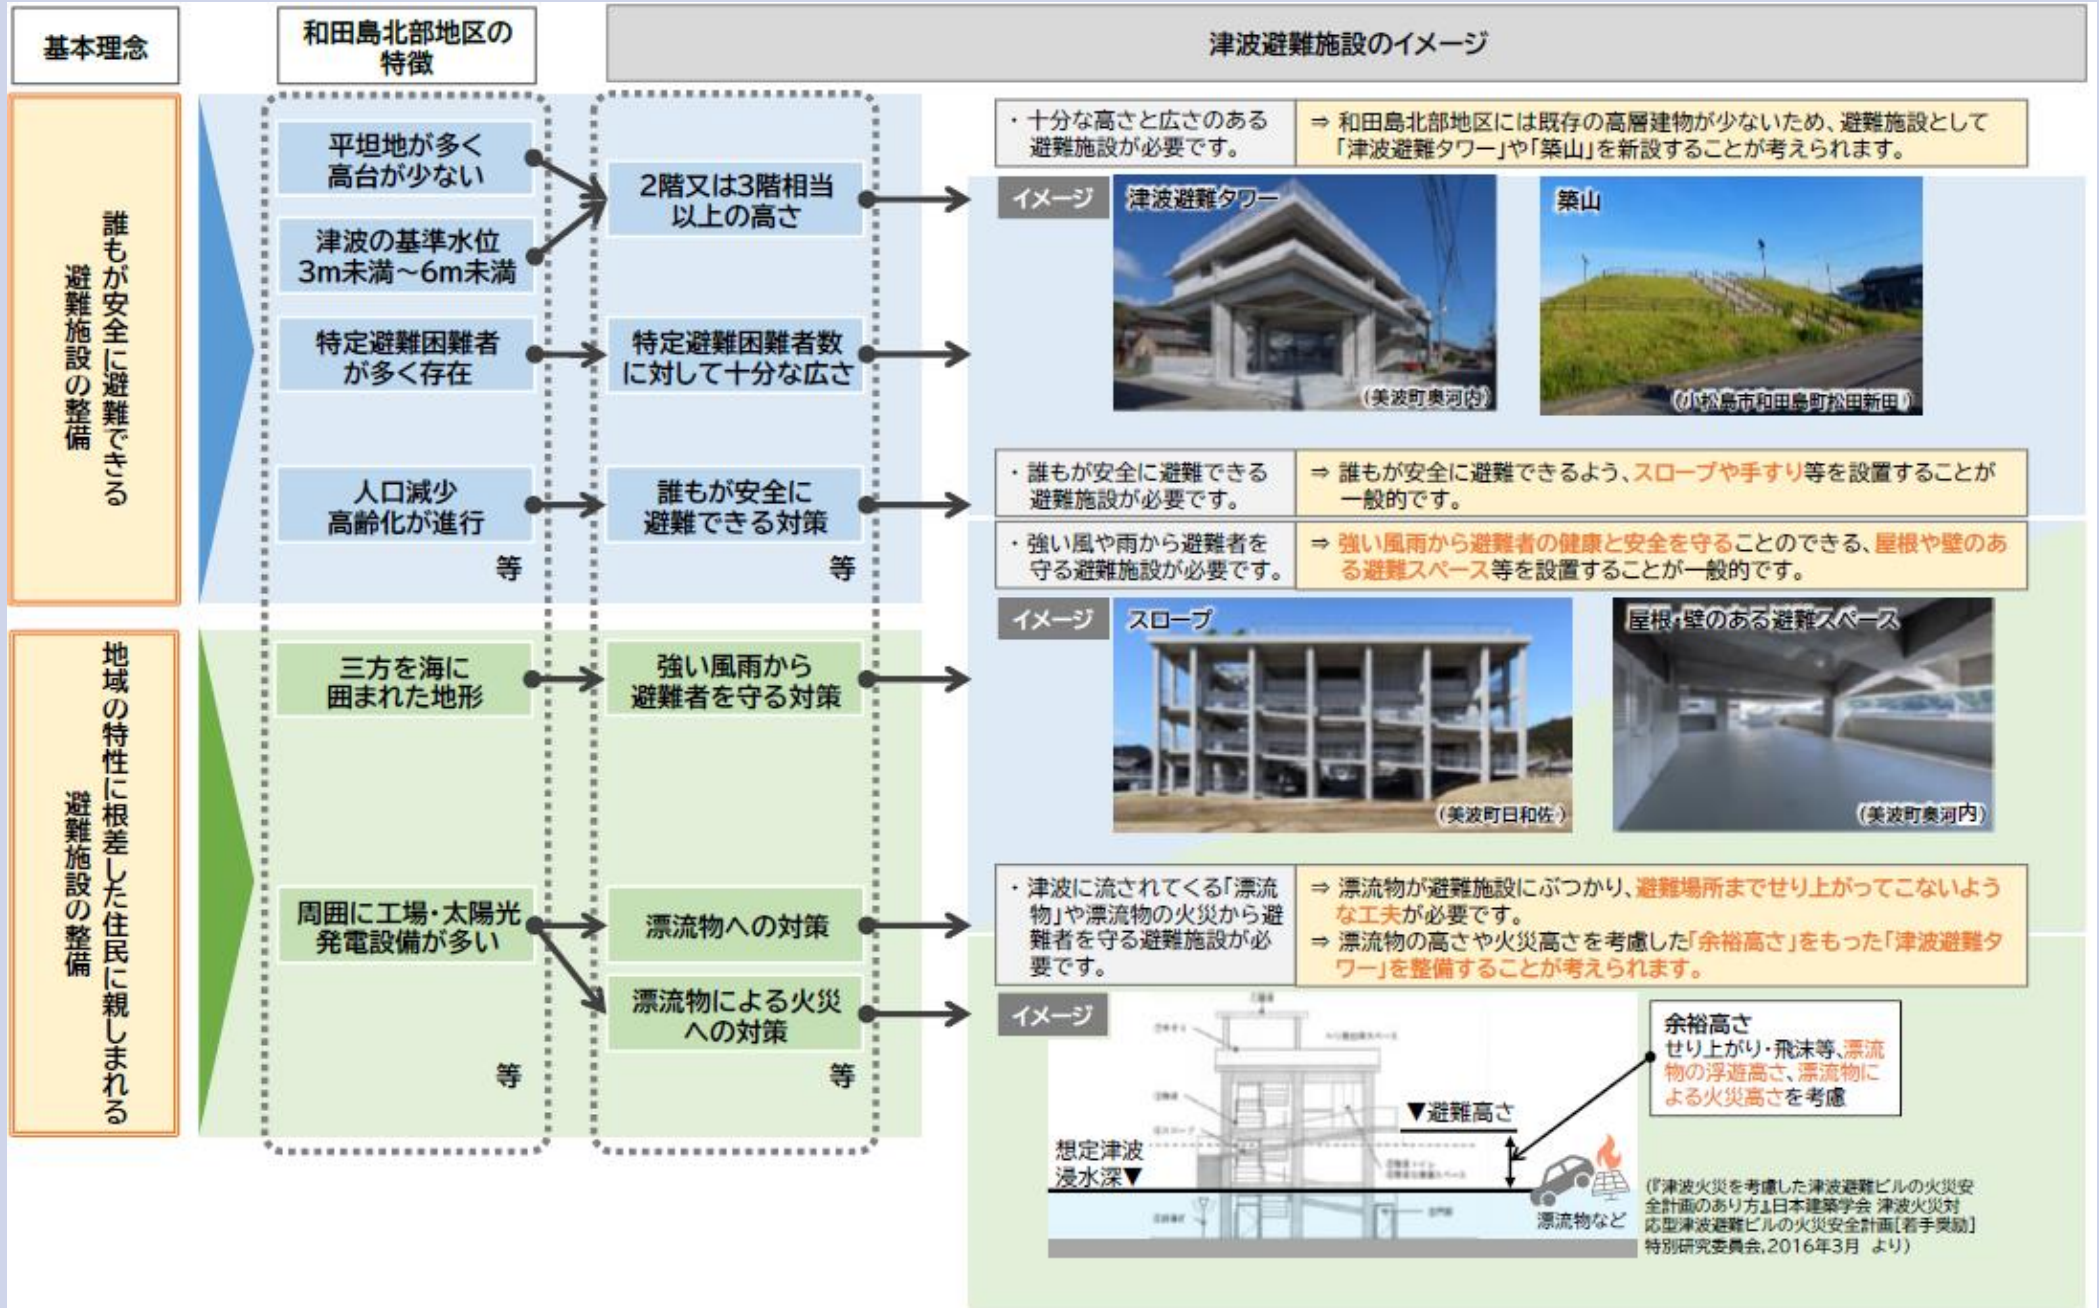 基本理念
和田島北部地区の
特徴
津波避難施設のイメージ
誰もが安全に避難できる
避難施設の整備
平坦地が多く
高台が少ない
津波の基準水位
3m未満～6m未満
特定避難困難者
が多く存在
人口減少
高齢化が進行
等
2階又は3階相当
以上の高さ
特定避難困難者数
に対して十分な広さ
誰もが安全に
避難できる対策
等
・十分な高さと広さのある
避難施設が必要です。
⇒ 和田島北部地区には既存の高層建物が少ないため、避難施設として
「津波避難タワー」や「築山」を新設することが考えられます。
イメージ
津波避難タワー
(美波町奥河内)
築山
(小松島市和田島町松田新田)
・誰もが安全に避難できる
避難施設が必要です。
⇒ 誰もが安全に避難できるよう、スロープや手すり等を設置することが
一般的です。
・強い風や雨から避難者を
守る避難施設が必要です。
⇒ 強い風雨から避難者の健康と安全を守ることのできる、屋根や壁のあ
る避難スペース等を設置することが一般的です。
イメージ
スロープ
(美波町日和佐)
屋根・壁のある避難スペース
(美波町奥河内)
地域の特性に根差した住民に親しまれる
避難施設の整備
三方を海に
囲まれた地形
周囲に工場・太陽光
発電設備が多い
等
強い風雨から
避難者を守る対策
漂流物への対策
漂流物による火災
への対策
等
・津波に流されてくる「漂流
物」や漂流物の火災から避
難者を守る避難施設が必
要です。
⇒ 漂流物が避難施設にぶつかり、避難場所までせり上がってこないよう
な工夫が必要です。
⇒ 漂流物の高さや火災高さを考慮した「余裕高さ」をもった「津波避難タ
ワー」を整備することが考えられます。
イメージ
余裕高さ
せり上がり・飛沫等、漂流
物の浮遊高さ、漂流物に
よる火災高さを考慮
▼避難高さ
想定津波
浸水深▼
漂流物など
(『津波火災を考慮した津波避難ビルの火災安
全計画のあり方』日本建築学会 津波火災対
応型津波避難ビルの火災安全計画[若手奨励]
特別研究委員会,2016年3月 より)